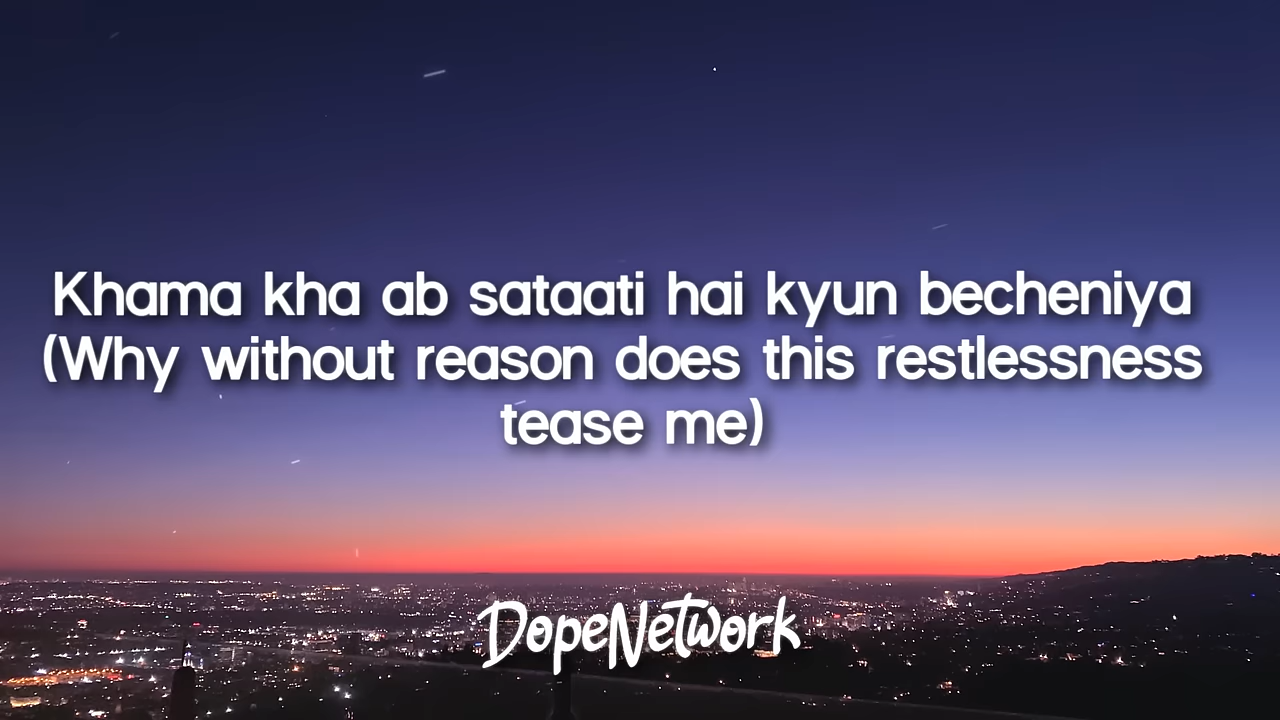 Khama kha ab sataati hai kyun becheniya
(Why without reason does this restlessness
tease me)
DopeNetwork